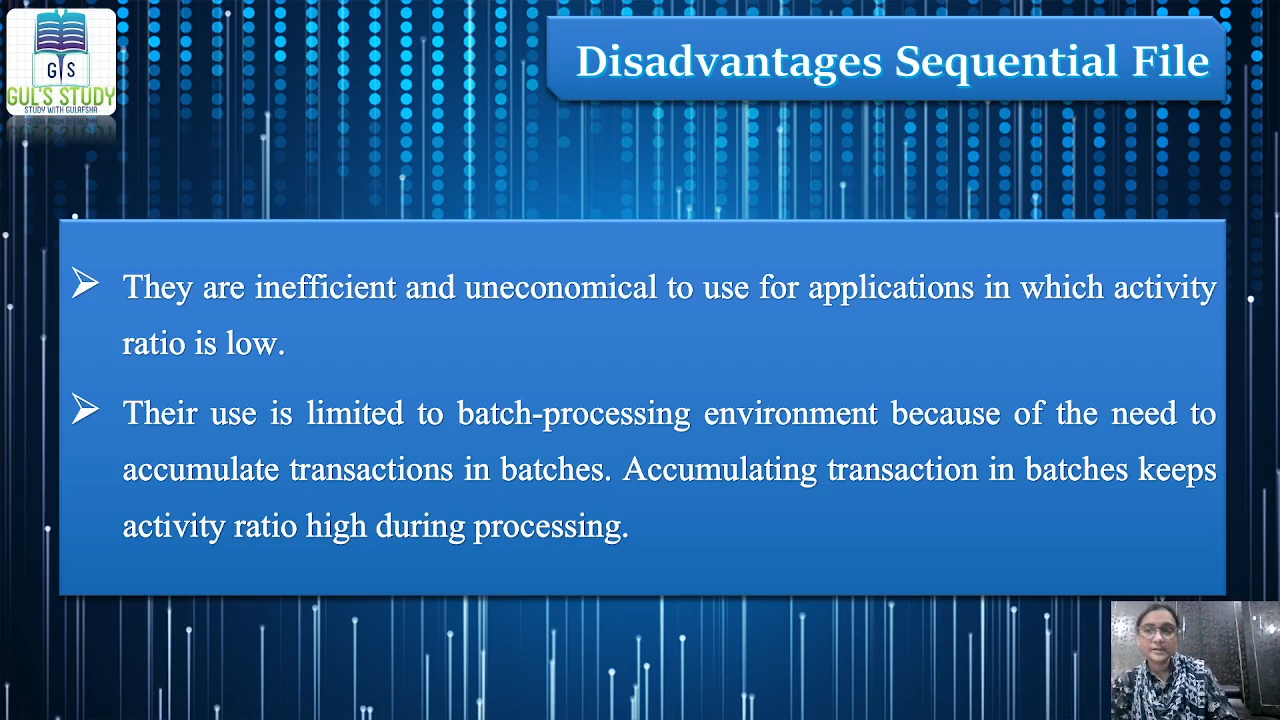 G S
GUL'S STUDY
STUDY WITH GULAFSHA
Disadvantages Sequential File
They are inefficient and uneconomical to use for applications in which activity
ratio is low.
Their use is limited to batch-processing environment because of the need to
accumulate transactions in batches. Accumulating transaction in batches keeps
activity ratio high during processing.